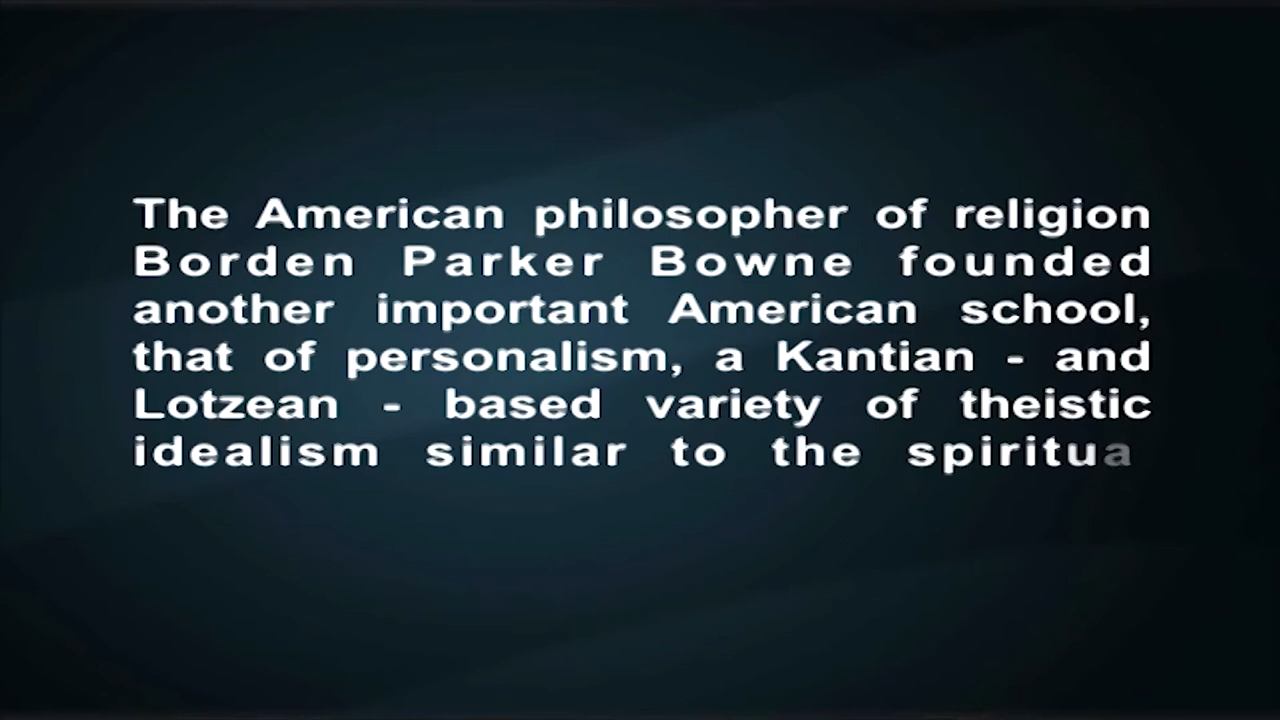 The American philosopher of religion
Borden Parker Bowne founded
another important American school,
that of personalism, a Kantian - and
Lotzean - based variety of theistic
idealism similar to the spiritua